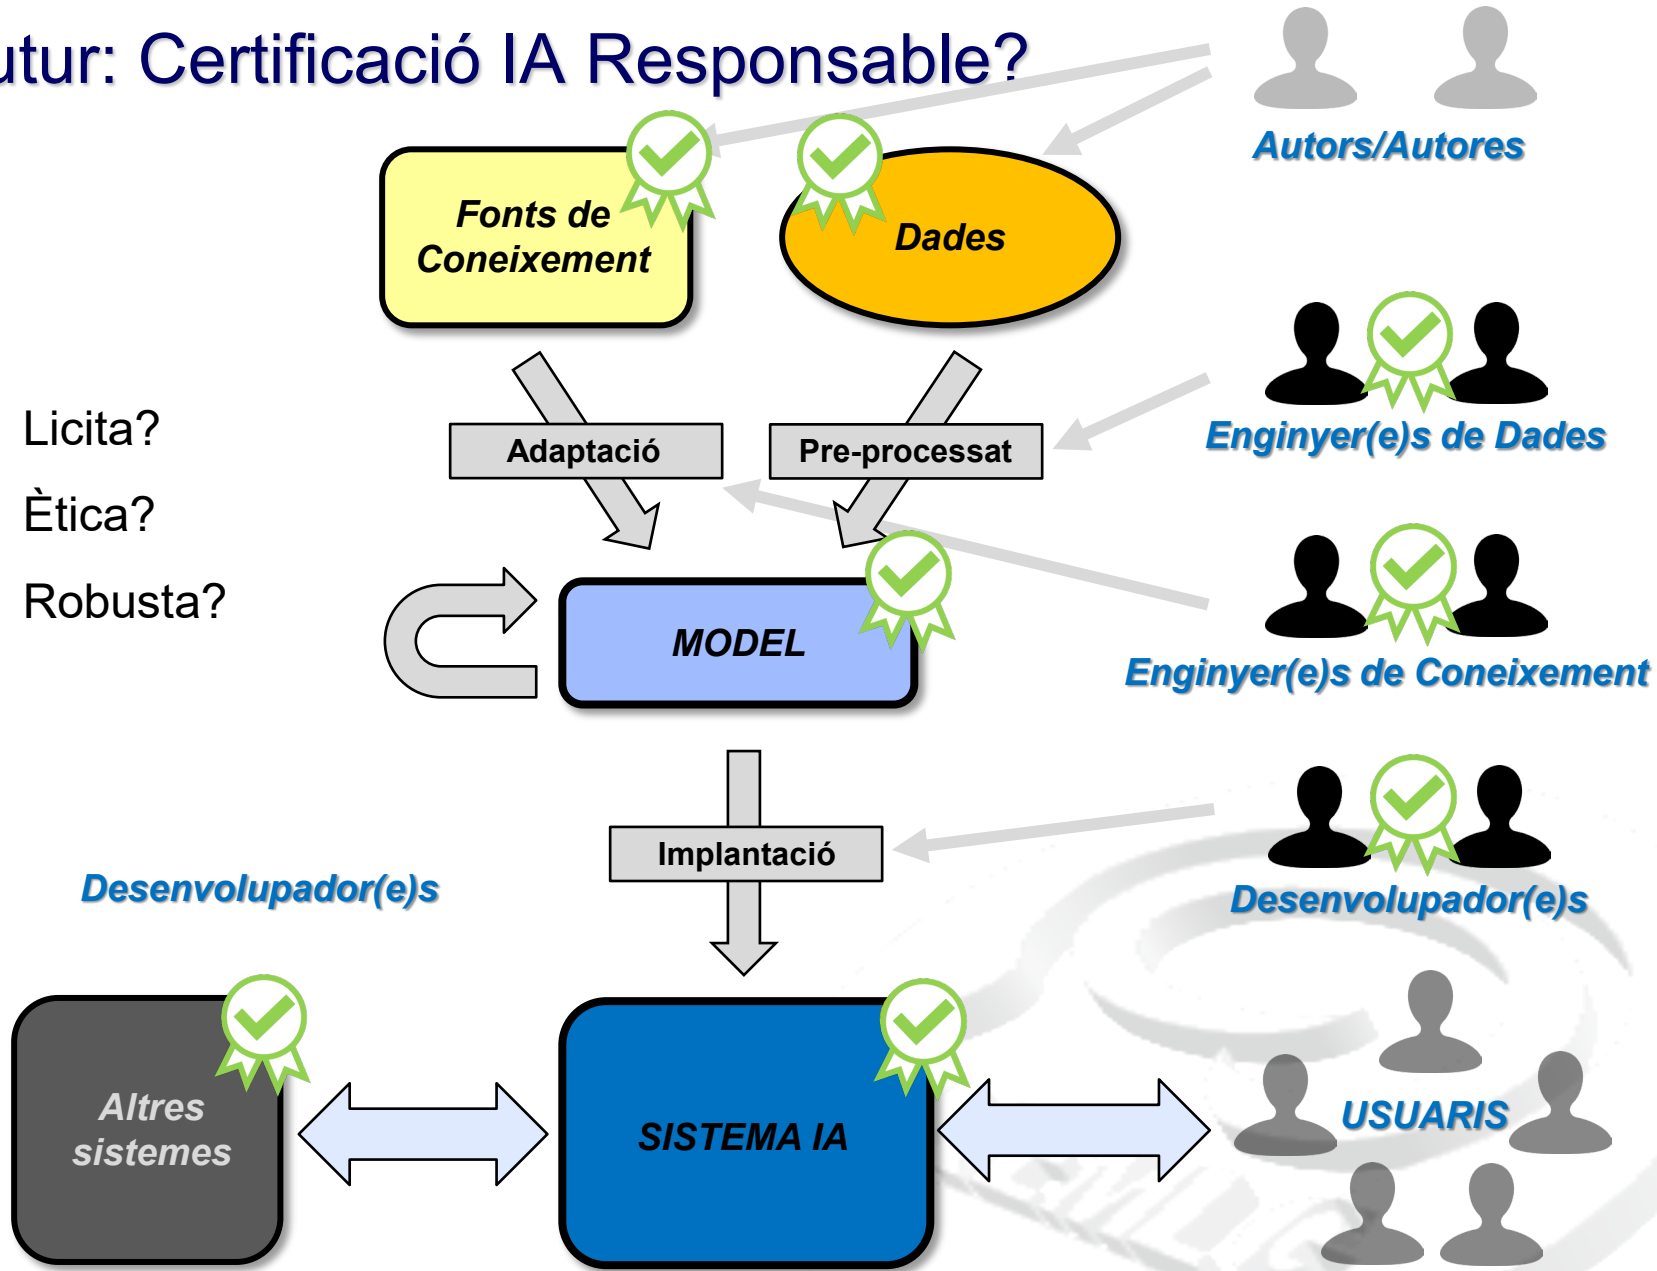 utur: Certificació IA Responsable?
Autors/Autores
Fonts de
Coneixement
Dades
Licita?
Ètica?
Robusta?
Adaptació
Pre-processat
Enginyer(e)s de Dades
MODEL
Enginyer(e)s de Coneixement
Implantació
Desenvolupador(e)s
Desenvolupador(e)s
Altres
sistemes
SISTEMA IA
USUARIS